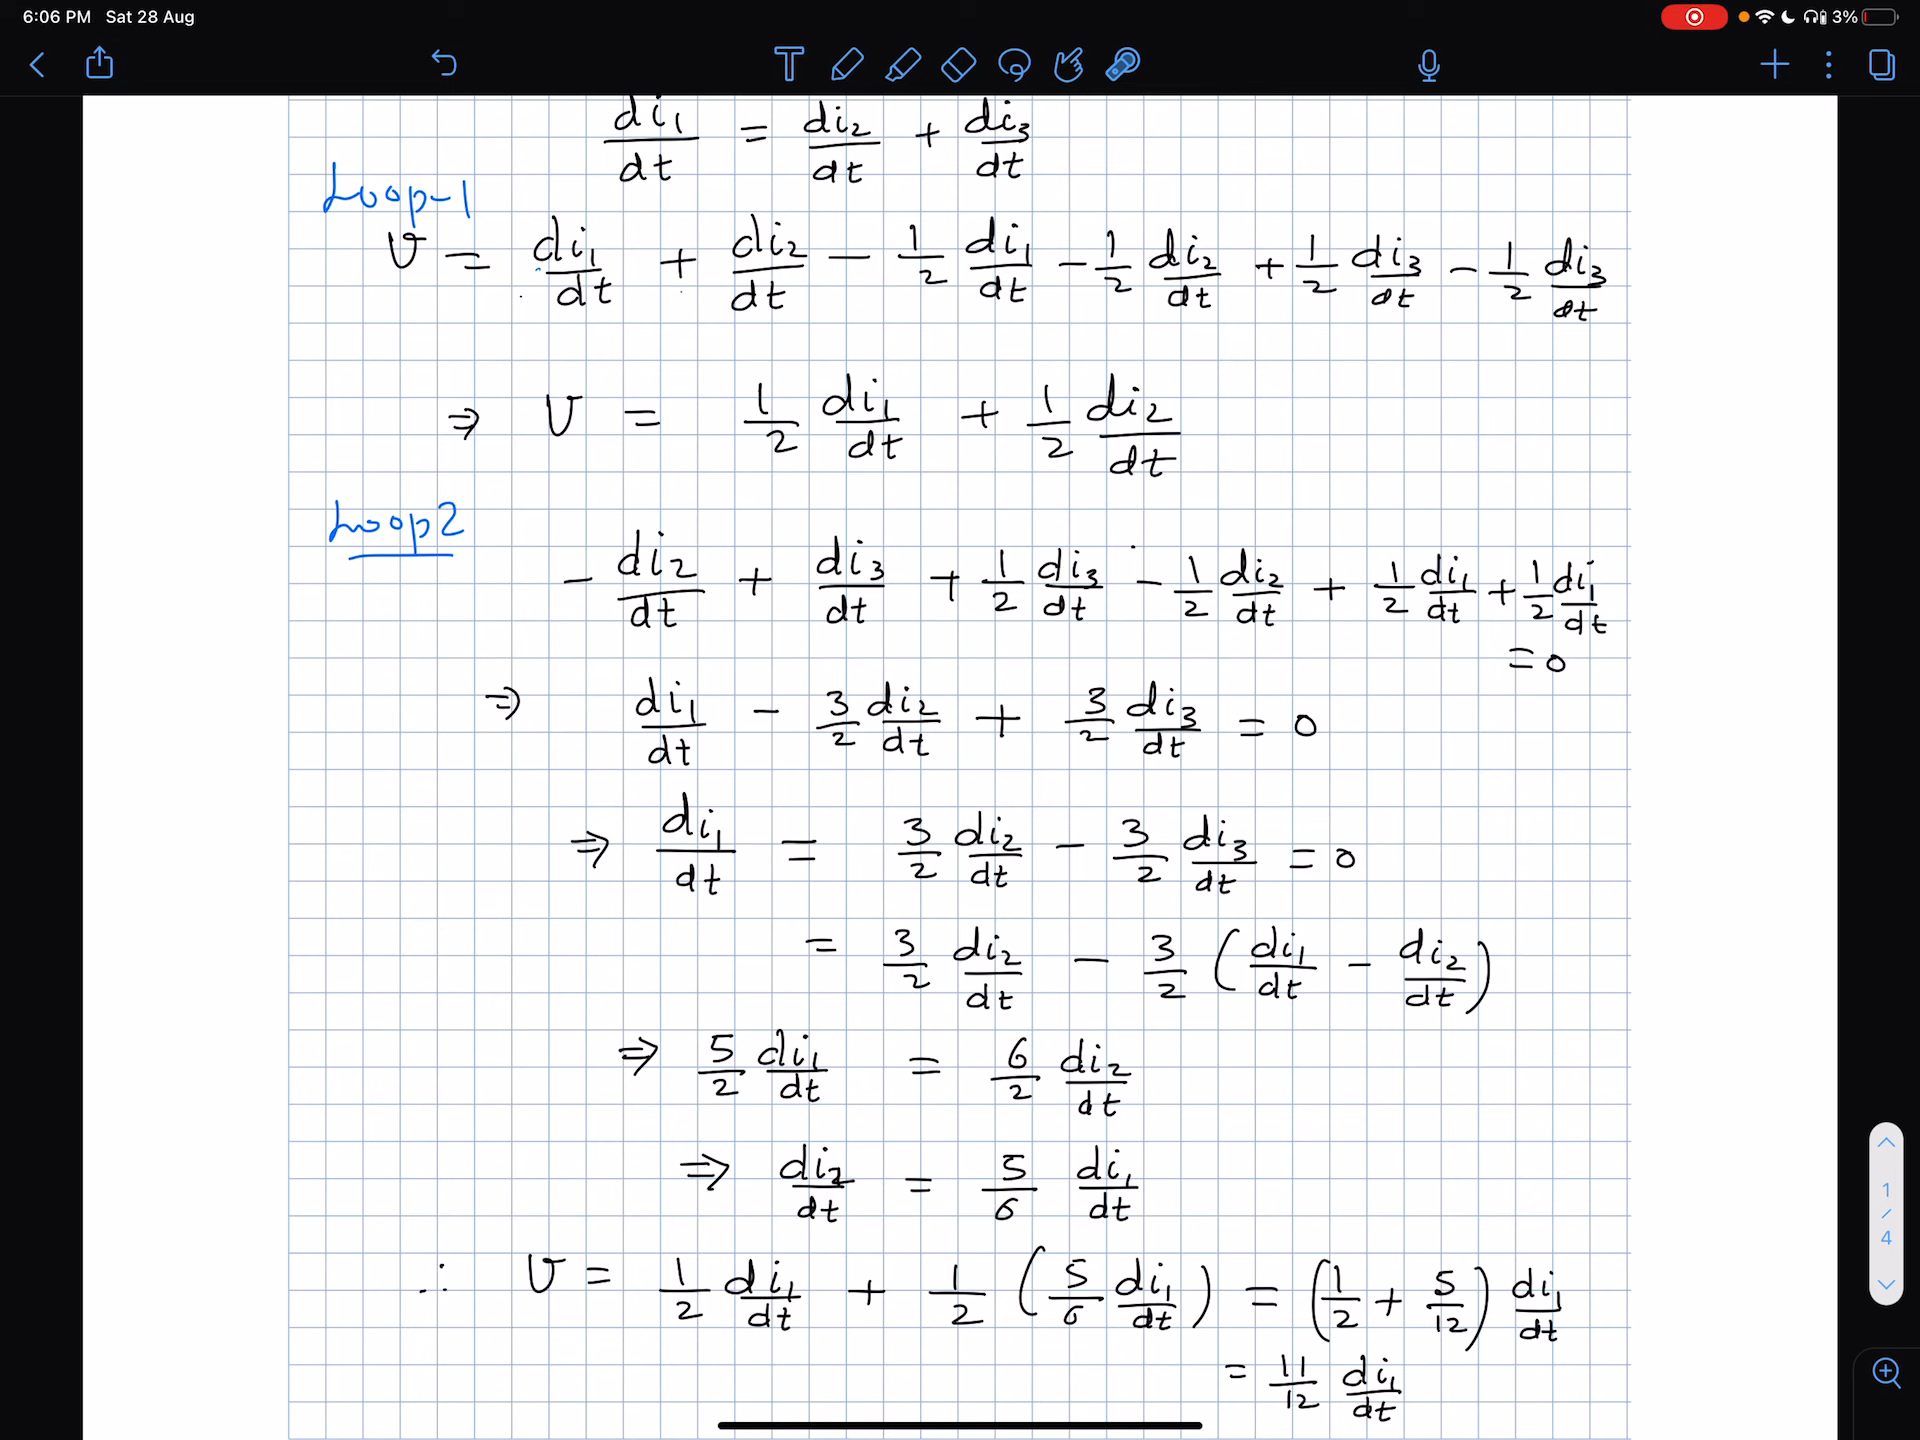 6:06 PM Sat 28 Aug 3%
di₁/dt = di₂/dt + di₃/dt
Loop-1
V = di₁/dt + di₂/dt - 1/2 di₁/dt - 1/2 di₂/dt + 1/2 di₃/dt - 1/2 di₃/dt
⇒ V = 1/2 di₁/dt + 1/2 di₂/dt
Loop 2
- di₂/dt + di₃/dt + 1/2 di₃/dt - 1/2 di₂/dt + 1/2 di₁/dt + 1/2 di₁/dt
= 0
⇒ di₁/dt - 3/2 di₂/dt + 3/2 di₃/dt = 0
⇒ di₁/dt = 3/2 di₂/dt - 3/2 di₃/dt = 0
= 3/2 di₂/dt - 3/2 (di₁/dt - di₂/dt)
⇒ 5/2 di₁/dt = 6/2 di₂/dt
⇒ di₂/dt = 5/6 di₁/dt
∴ V = 1/2 di₁/dt + 1/2 (5/6 di₁/dt) = (1/2 + 5/12) di₁/dt
= 11/12 di₁/dt
1
/
4